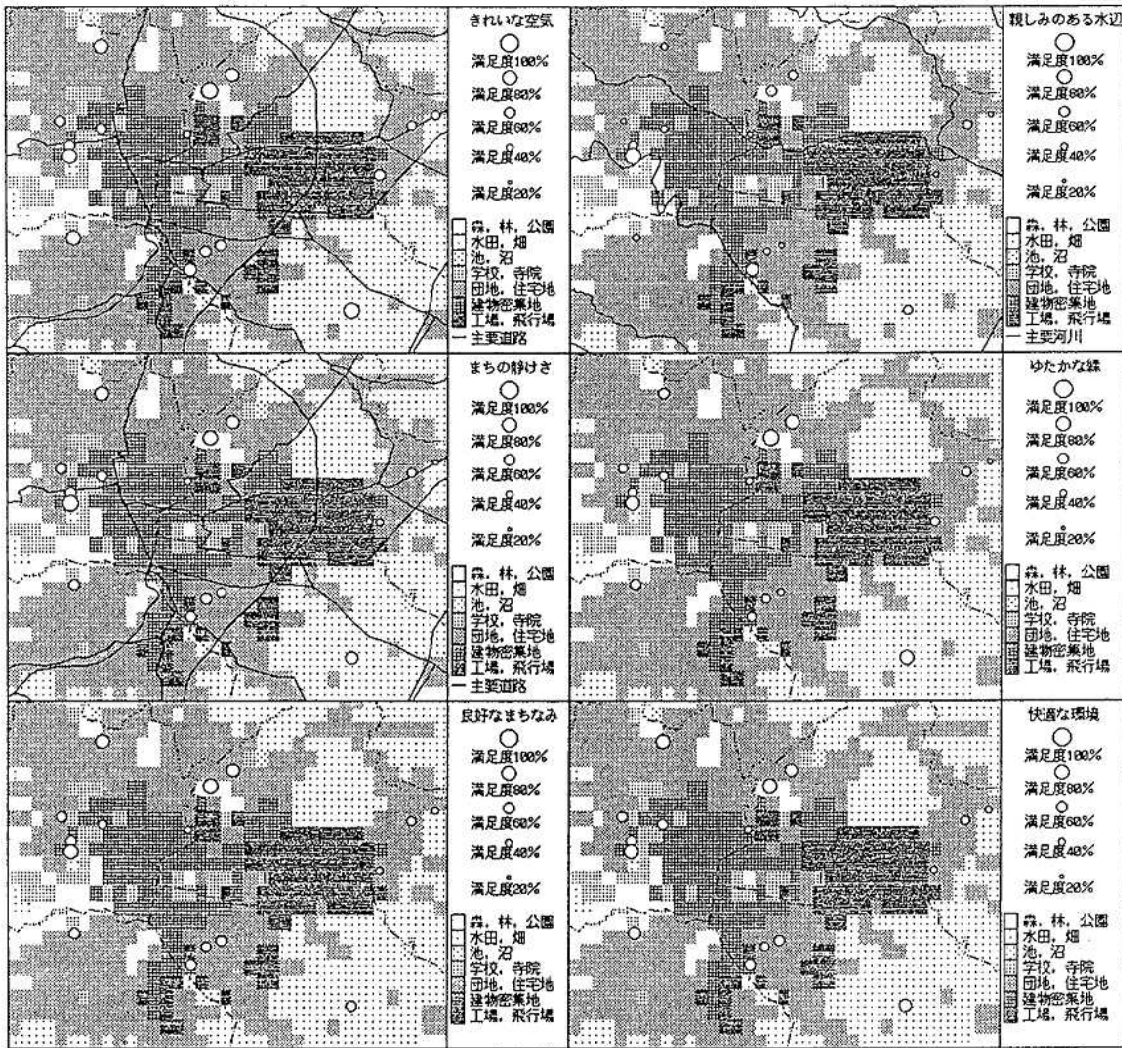 きれいな空気
満足度100%
満足度80%
満足度60%
満足度40%
満足度20%
森，林，公園
水田，畑
池，沼
学校，寺院
団地，住宅地
建物密集地
工場，飛行場
主要道路
親しみのある水辺
満足度100%
満足度80%
満足度60%
満足度40%
満足度20%
森，林，公園
水田，畑
池，沼
学校，寺院
団地，住宅地
建物密集地
工場，飛行場
主要河川
まちの静けさ
満足度100%
満足度80%
満足度60%
満足度40%
満足度20%
森，林，公園
水田，畑
池，沼
学校，寺院
団地，住宅地
建物密集地
工場，飛行場
主要道路
ゆたかな緑
満足度100%
満足度80%
満足度60%
満足度40%
満足度20%
森，林，公園
水田，畑
池，沼
学校，寺院
団地，住宅地
建物密集地
工場，飛行場
良好なまちなみ
満足度100%
満足度80%
満足度60%
満足度40%
満足度20%
森，林，公園
水田，畑
池，沼
学校，寺院
団地，住宅地
建物密集地
工場，飛行場
快適な環境
満足度100%
満足度80%
満足度60%
満足度40%
満足度20%
森，林，公園
水田，畑
池，沼
学校，寺院
団地，住宅地
建物密集地
工場，飛行場